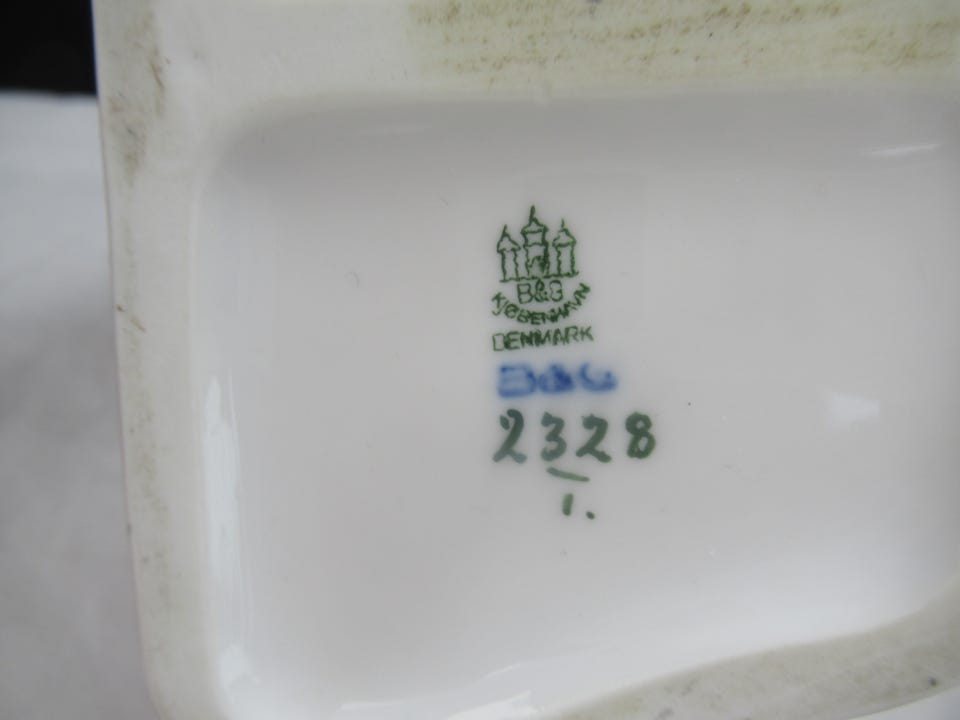 B&G
KJØBENHAVN
DENMARK
B&G
2328
1.